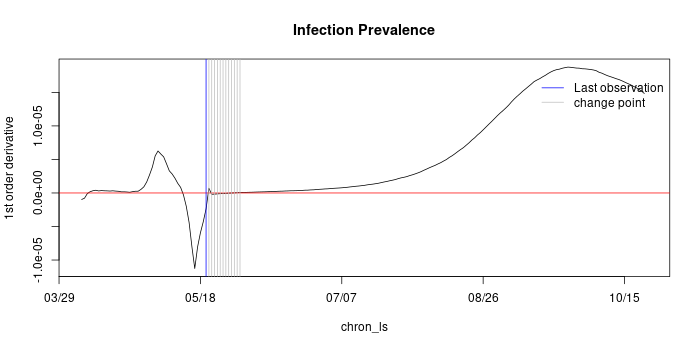 Infection Prevalence
1st order derivative
1.0e-05
0.0e+00
-1.0e-05
Last observation
change point
03/29
05/18
07/07
08/26
10/15
chron_ls